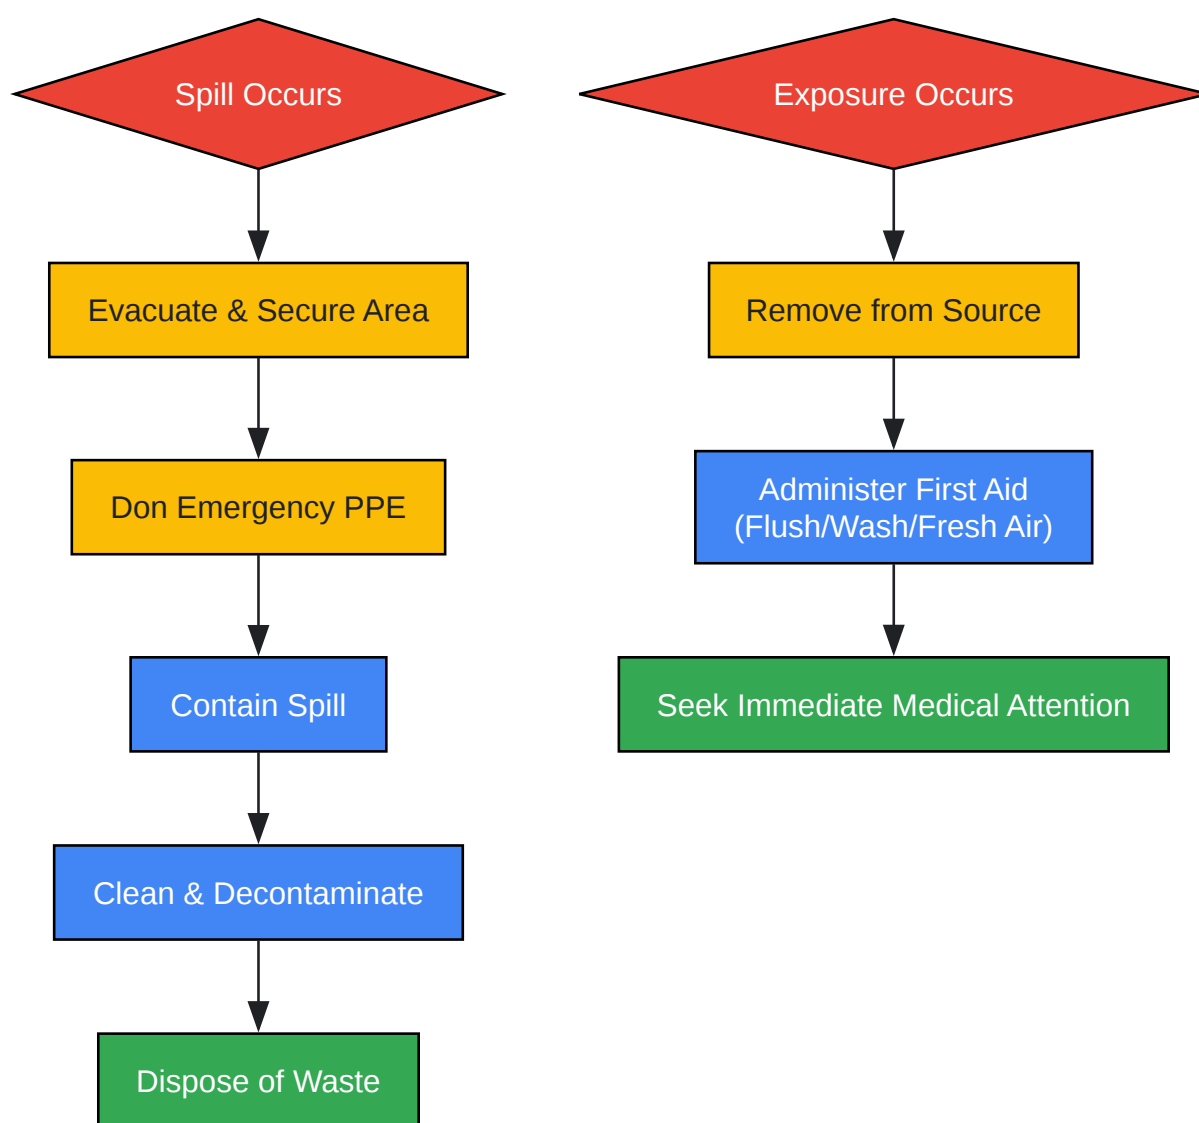 Spill Occurs
Evacuate & Secure Area
Don Emergency PPE
Contain Spill
Clean & Decontaminate
Dispose of Waste
Exposure Occurs
Remove from Source
Administer First Aid
(Flush/Wash/Fresh Air)
Seek Immediate Medical Attention